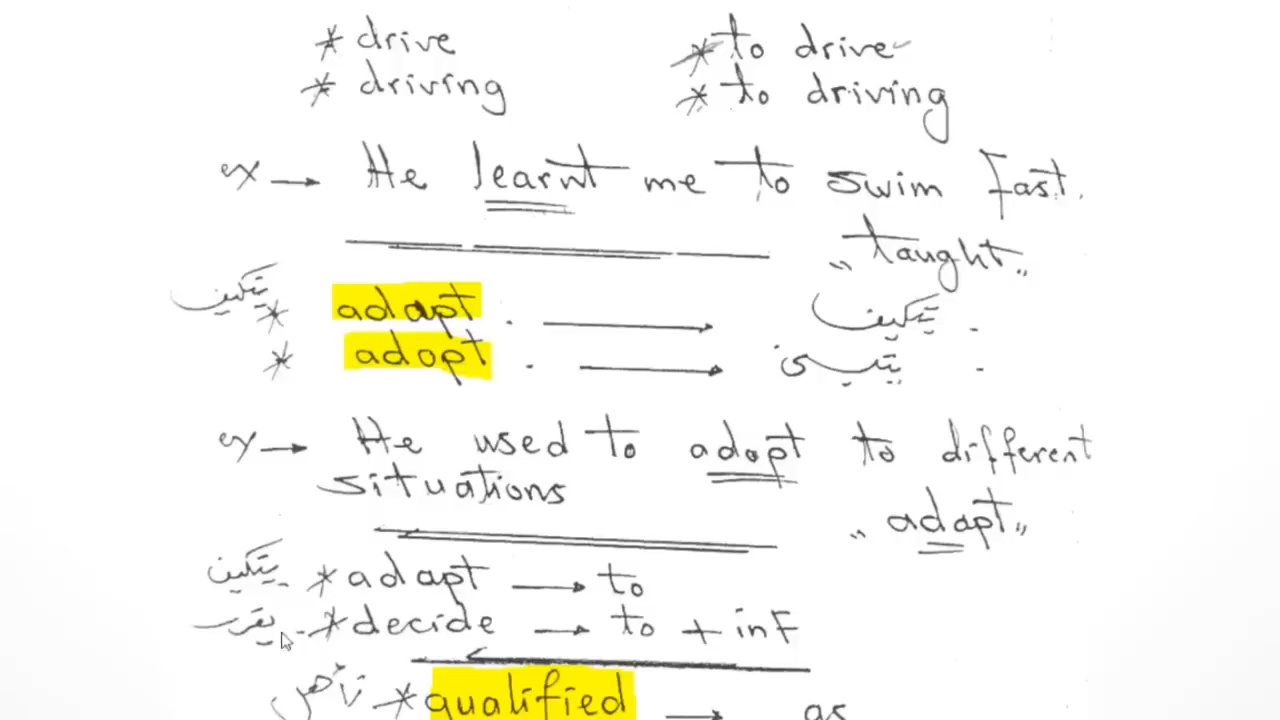 * drive * to drive
* driving * to driving
ex → He learnt me to swim fast.
"taught"
يتكيف * adapt . → يتكيف .
* adopt . → يتبنى .
ex → He used to adopt to different
situations
"adapt"
يتكيف * adapt → to
يقرر * decide → to + inf
تأهل * qualified → as